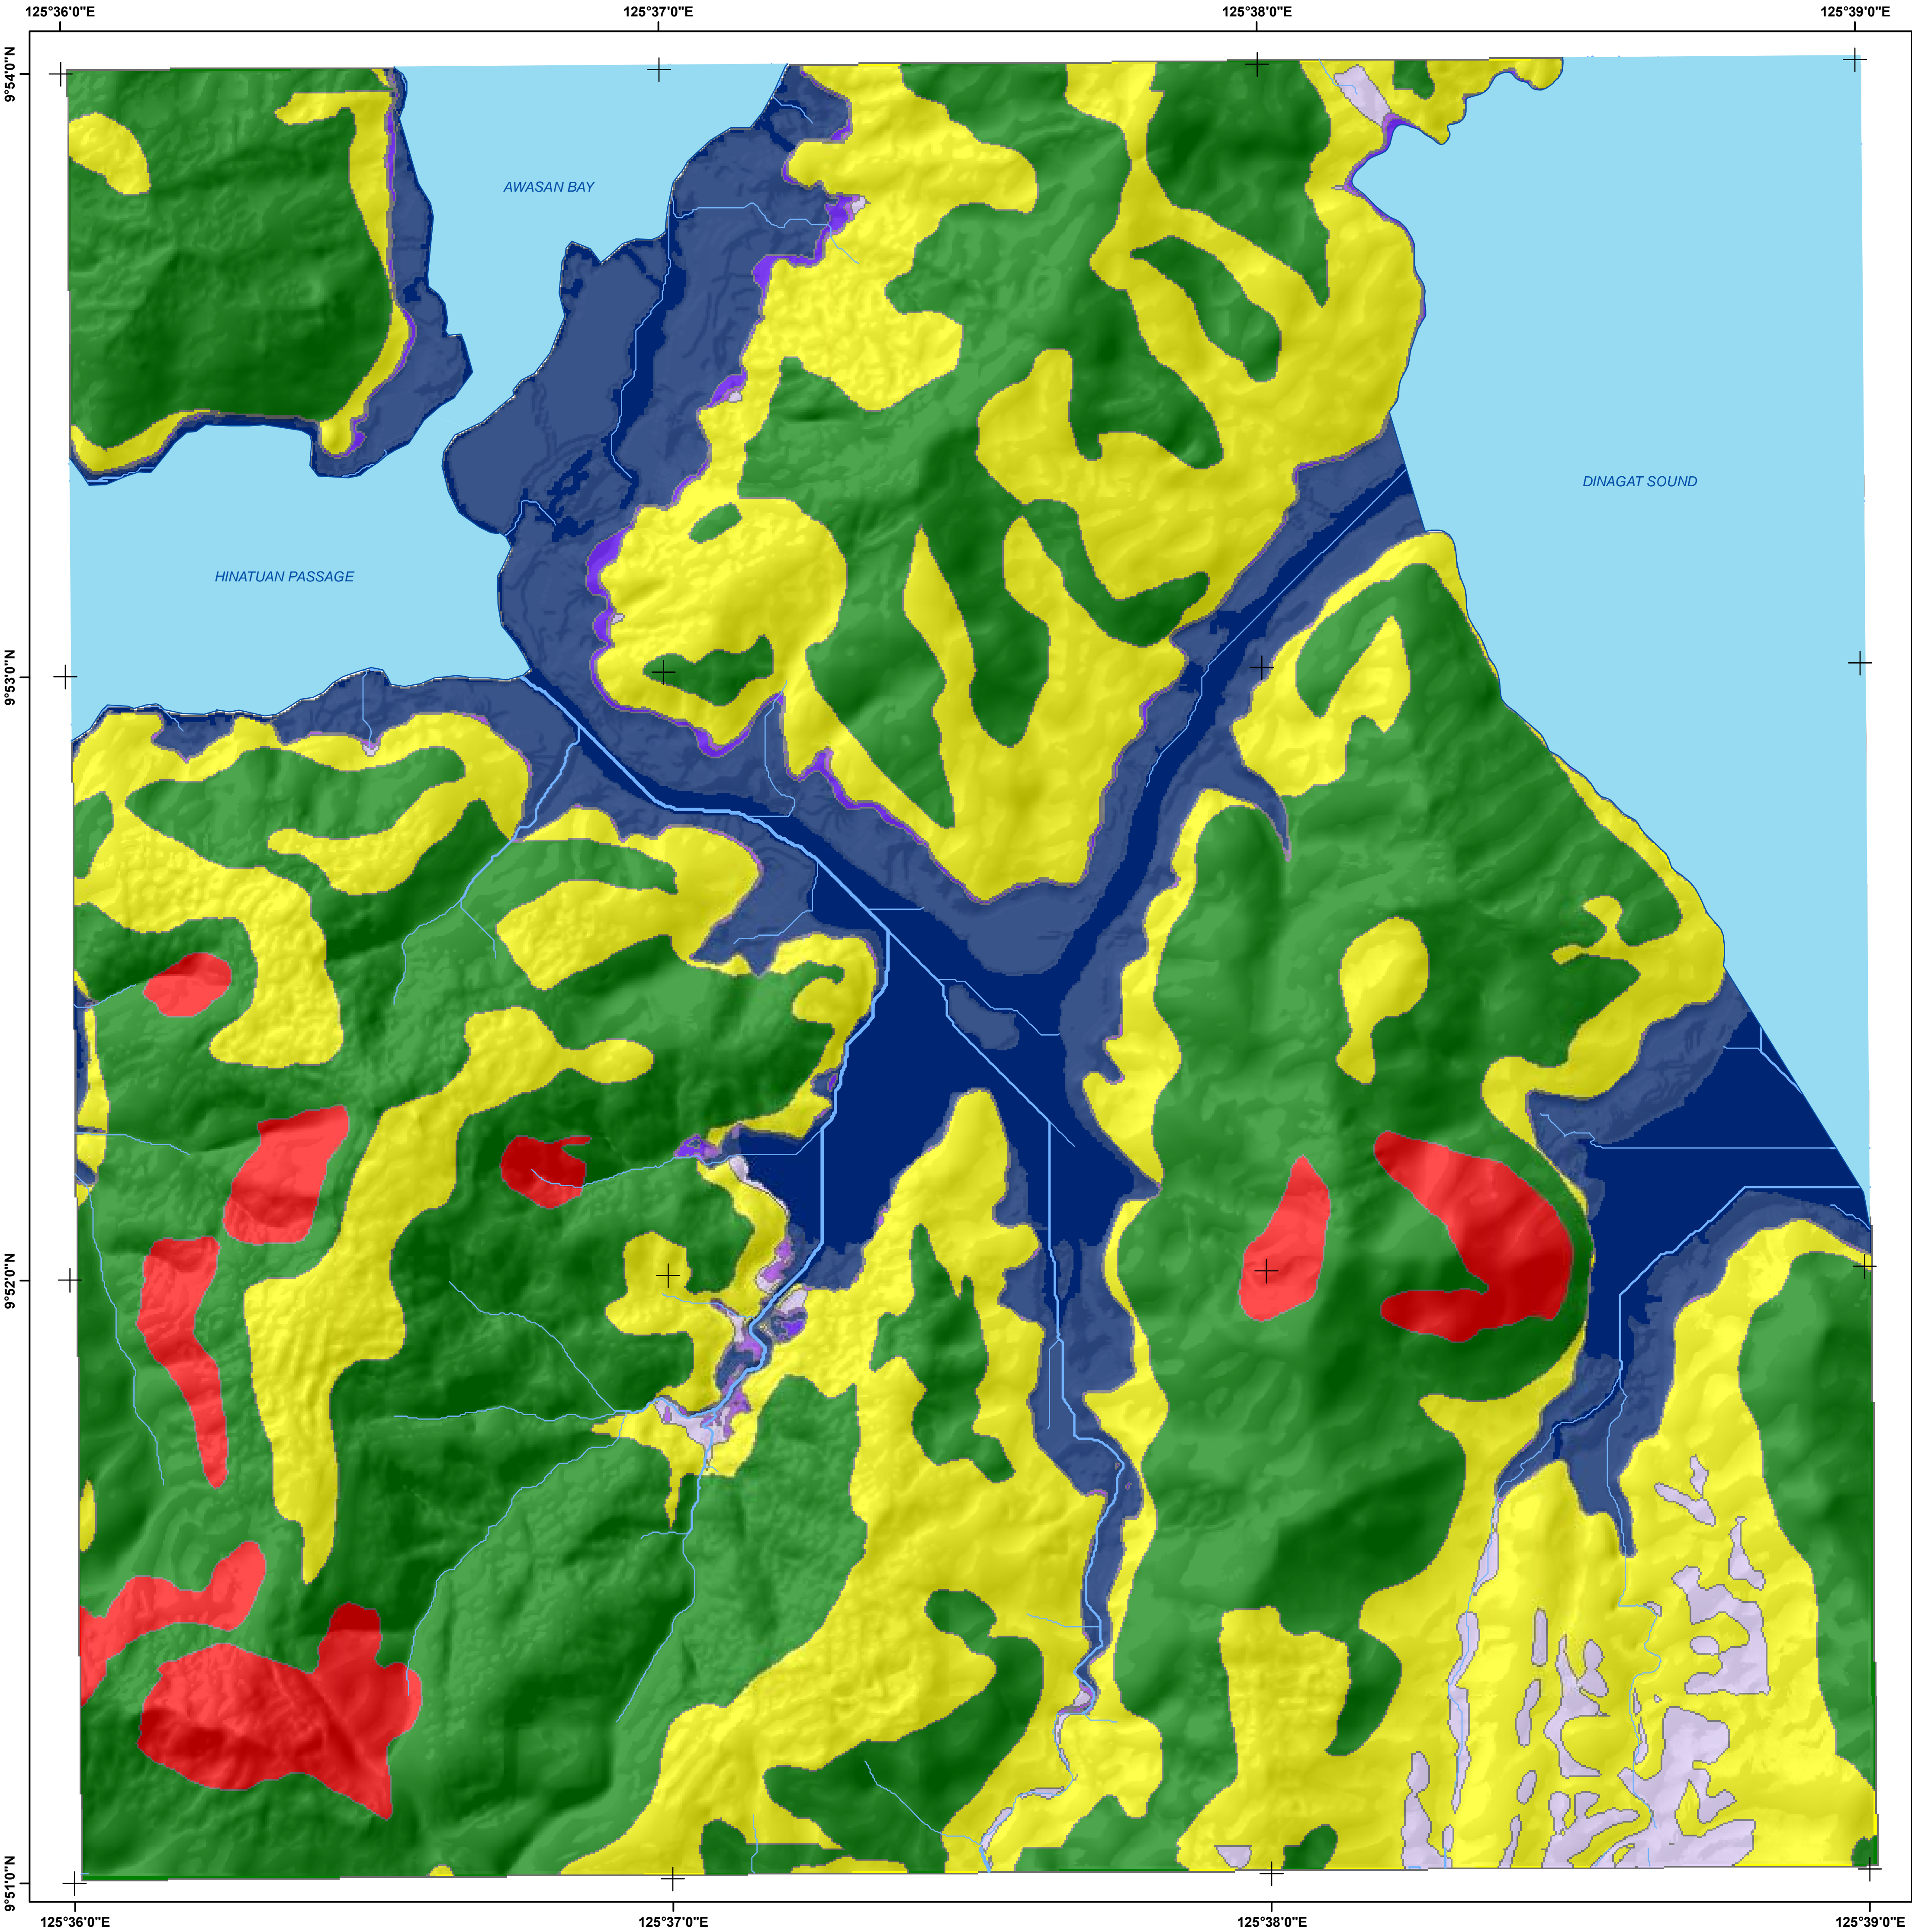 125°36'0"E 125°37'0"E 125°38'0"E 125°39'0"E
9°54'0"N
AWASAN BAY
DINAGAT SOUND
HINATUAN PASSAGE
9°53'0"N
9°52'0"N
9°51'0"N
125°36'0"E 125°37'0"E 125°38'0"E 125°39'0"E